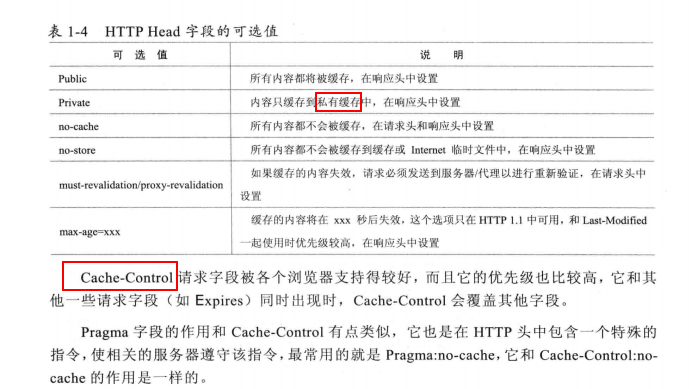 表 1-4 HTTP Head 字段的可选值
可 选 值 说 明
Public 所有内容都将被缓存，在响应头中设置
Private 内容只缓存到私有缓存中，在响应头中设置
no-cache 所有内容都不会被缓存，在请求头和响应头中设置
no-store 所有内容都不会被缓存到缓存或 Internet 临时文件中，在响应头中设置
must-revalidation/proxy-revalidation 如果缓存的内容失效，请求必须发送到服务器/代理以进行重新验证，在请求头中
设置
max-age=xxx 缓存的内容将在 xxx 秒后失效，这个选项只在 HTTP 1.1 中可用，和 Last-Modified
一起使用时优先级较高，在响应头中设置
Cache-Control 请求字段被各个浏览器支持得较好，而且它的优先级也比较高，它和其
他一些请求字段（如 Expires）同时出现时，Cache-Control 会覆盖其他字段。
Pragma 字段的作用和 Cache-Control 有点类似，它也是在 HTTP 头中包含一个特殊的
指令，使相关的服务器遵守该指令，最常用的就是 Pragma:no-cache，它和 Cache-Control:no-
cache 的作用是一样的。